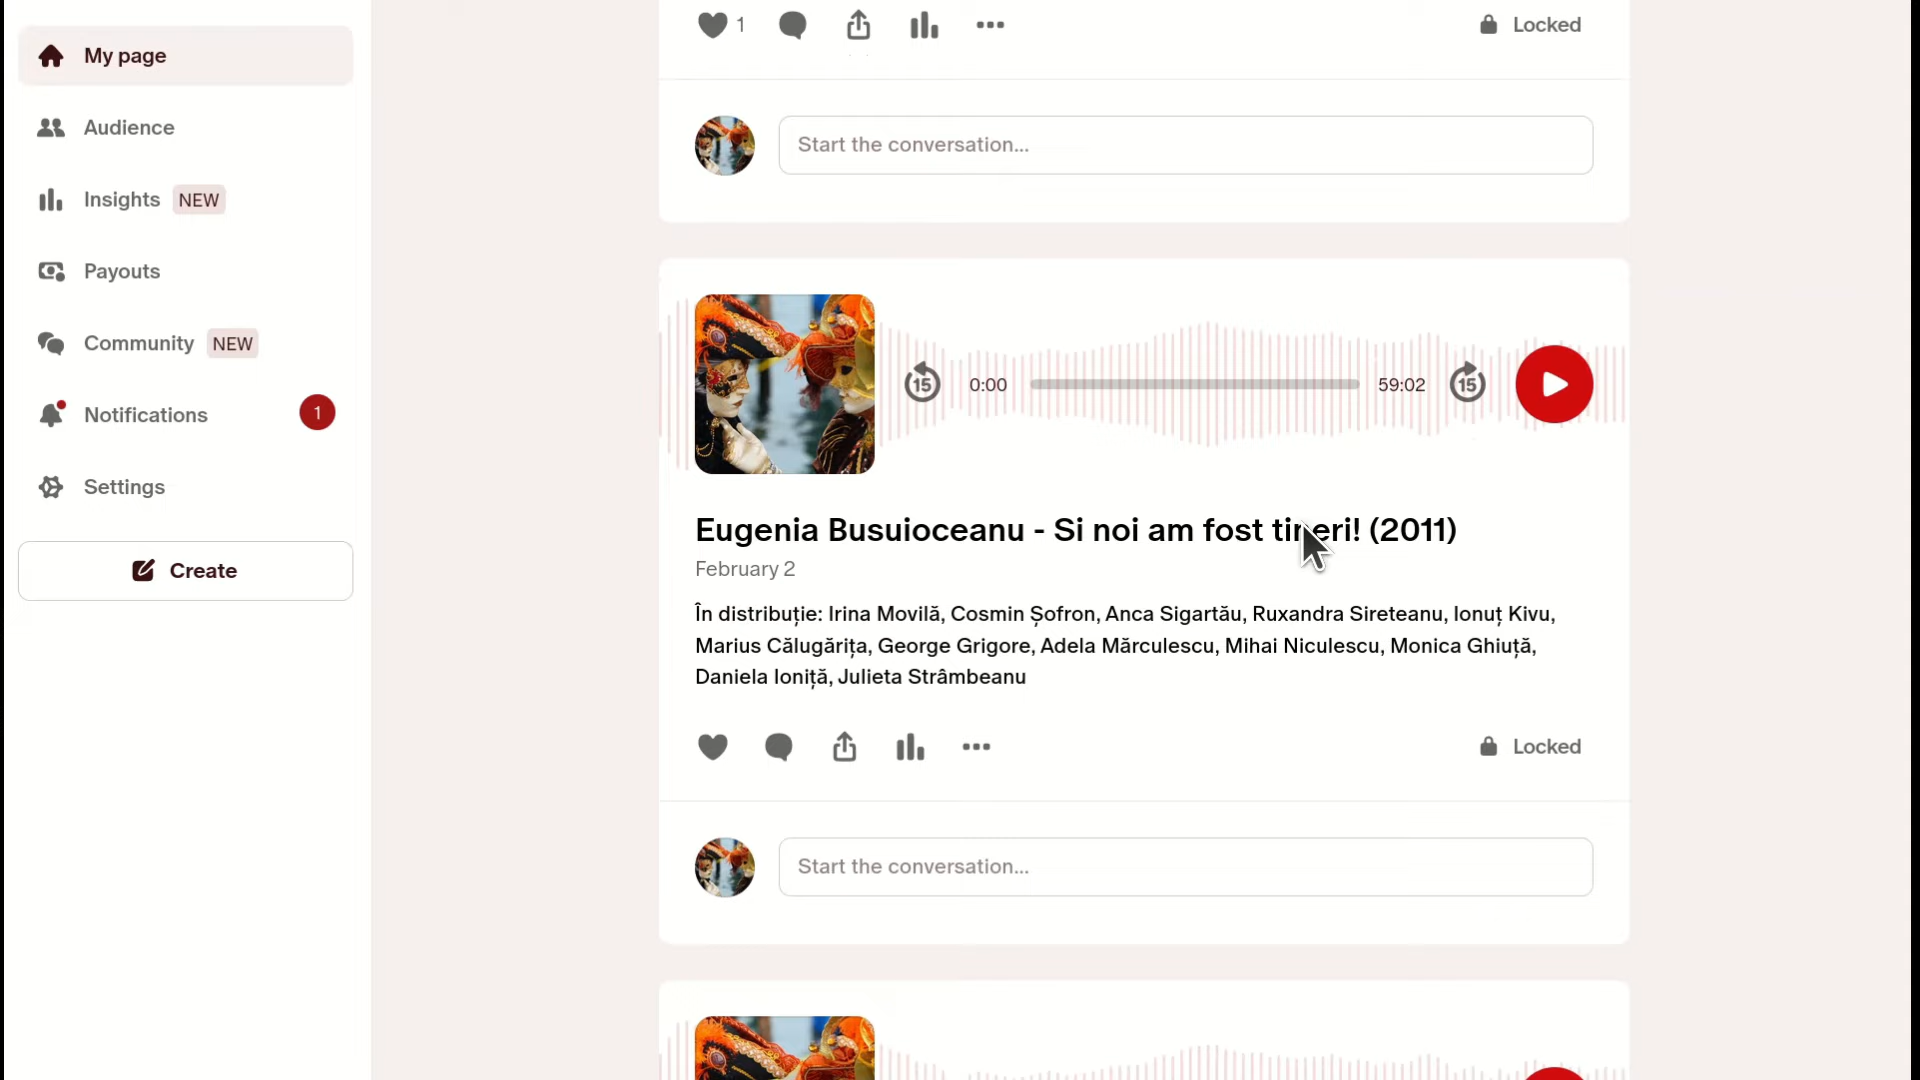 My page
Audience
Insights NEW
Payouts
Community NEW
Notifications 1
Settings
Create
1
Locked
Start the conversation...
15 0:00 59:02 15
Eugenia Busuioceanu - Si noi am fost tineri! (2011)
February 2
În distribuție: Irina Movilă, Cosmin Șofron, Anca Sigartău, Ruxandra Sireteanu, Ionuț Kivu,
Marius Călugărița, George Grigore, Adela Mărculescu, Mihai Niculescu, Monica Ghiuță,
Daniela Ioniță, Julieta Strâmbeanu
Locked
Start the conversation...